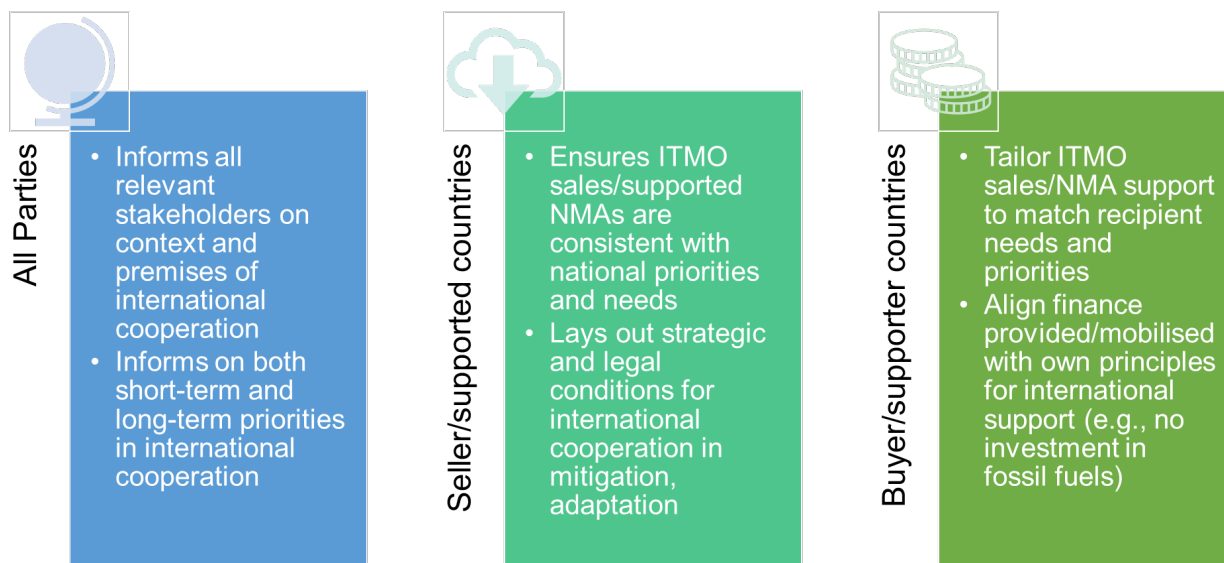 All Parties
• Informs all
relevant
stakeholders on
context and
premises of
international
cooperation
• Informs on both
short-term and
long-term priorities
in international
cooperation
Seller/supported countries
• Ensures ITMO
sales/supported
NMAs are
consistent with
national priorities
and needs
• Lays out strategic
and legal
conditions for
international
cooperation in
mitigation,
adaptation
Buyer/supporter countries
• Tailor ITMO
sales/NMA support
to match recipient
needs and
priorities
• Align finance
provided/mobilised
with own principles
for international
support (e.g., no
investment in
fossil fuels)